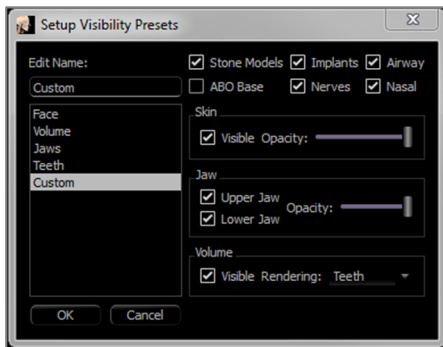 Setup Visibility Presets
Edit Name:
Custom
Face
Volume
Jaws
Teeth
Custom
OK Cancel
Stone Models Implants Airway
ABO Base Nerves Nasal
Skin
Visible Opacity:
Jaw
Upper Jaw
Lower Jaw
Opacity:
Volume
Visible Rendering: Teeth